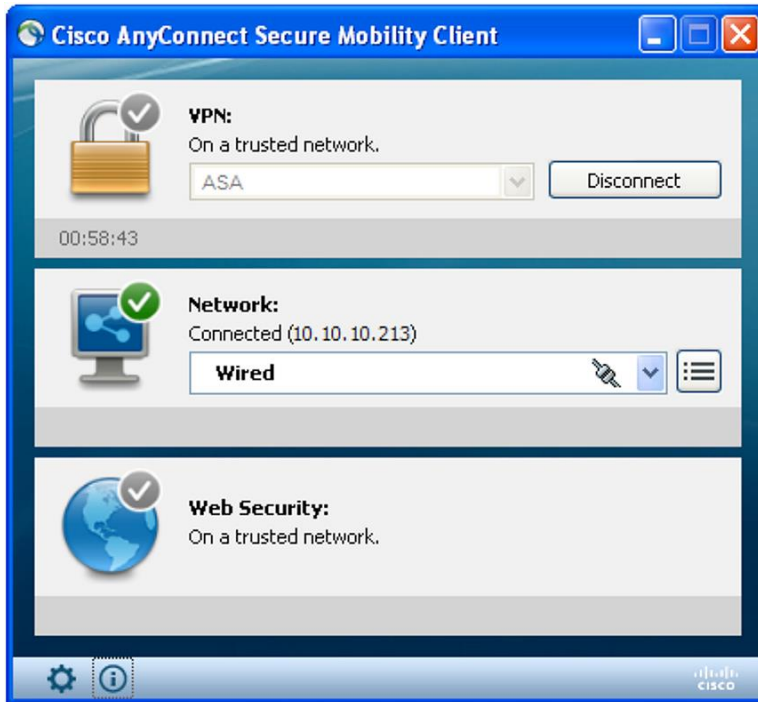 Cisco AnyConnect Secure Mobility Client
VPN:
On a trusted network.
ASA
Disconnect
00:58:43
Network:
Connected (10.10.10.213)
Wired
Web Security:
On a trusted network.
cisco